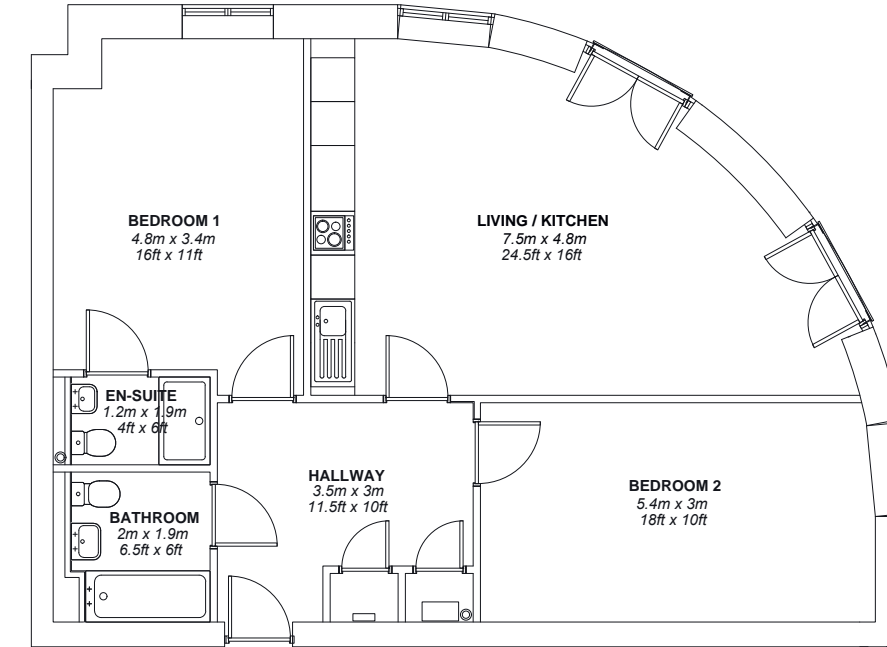 BEDROOM 1
4.8m x 3.4m
16ft x 11ft
LIVING / KITCHEN
7.5m x 4.8m
24.5ft x 16ft
EN-SUITE
1.2m x 1.9m
4ft x 6ft
HALLWAY
3.5m x 3m
11.5ft x 10ft
BEDROOM 2
5.4m x 3m
18ft x 10ft
BATHROOM
2m x 1.9m
6.5ft x 6ft